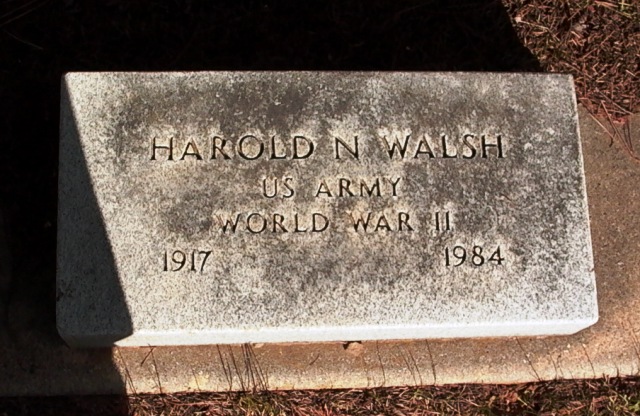 HAROLD N WALSH
US ARMY
WORLD WAR II
1917 1984